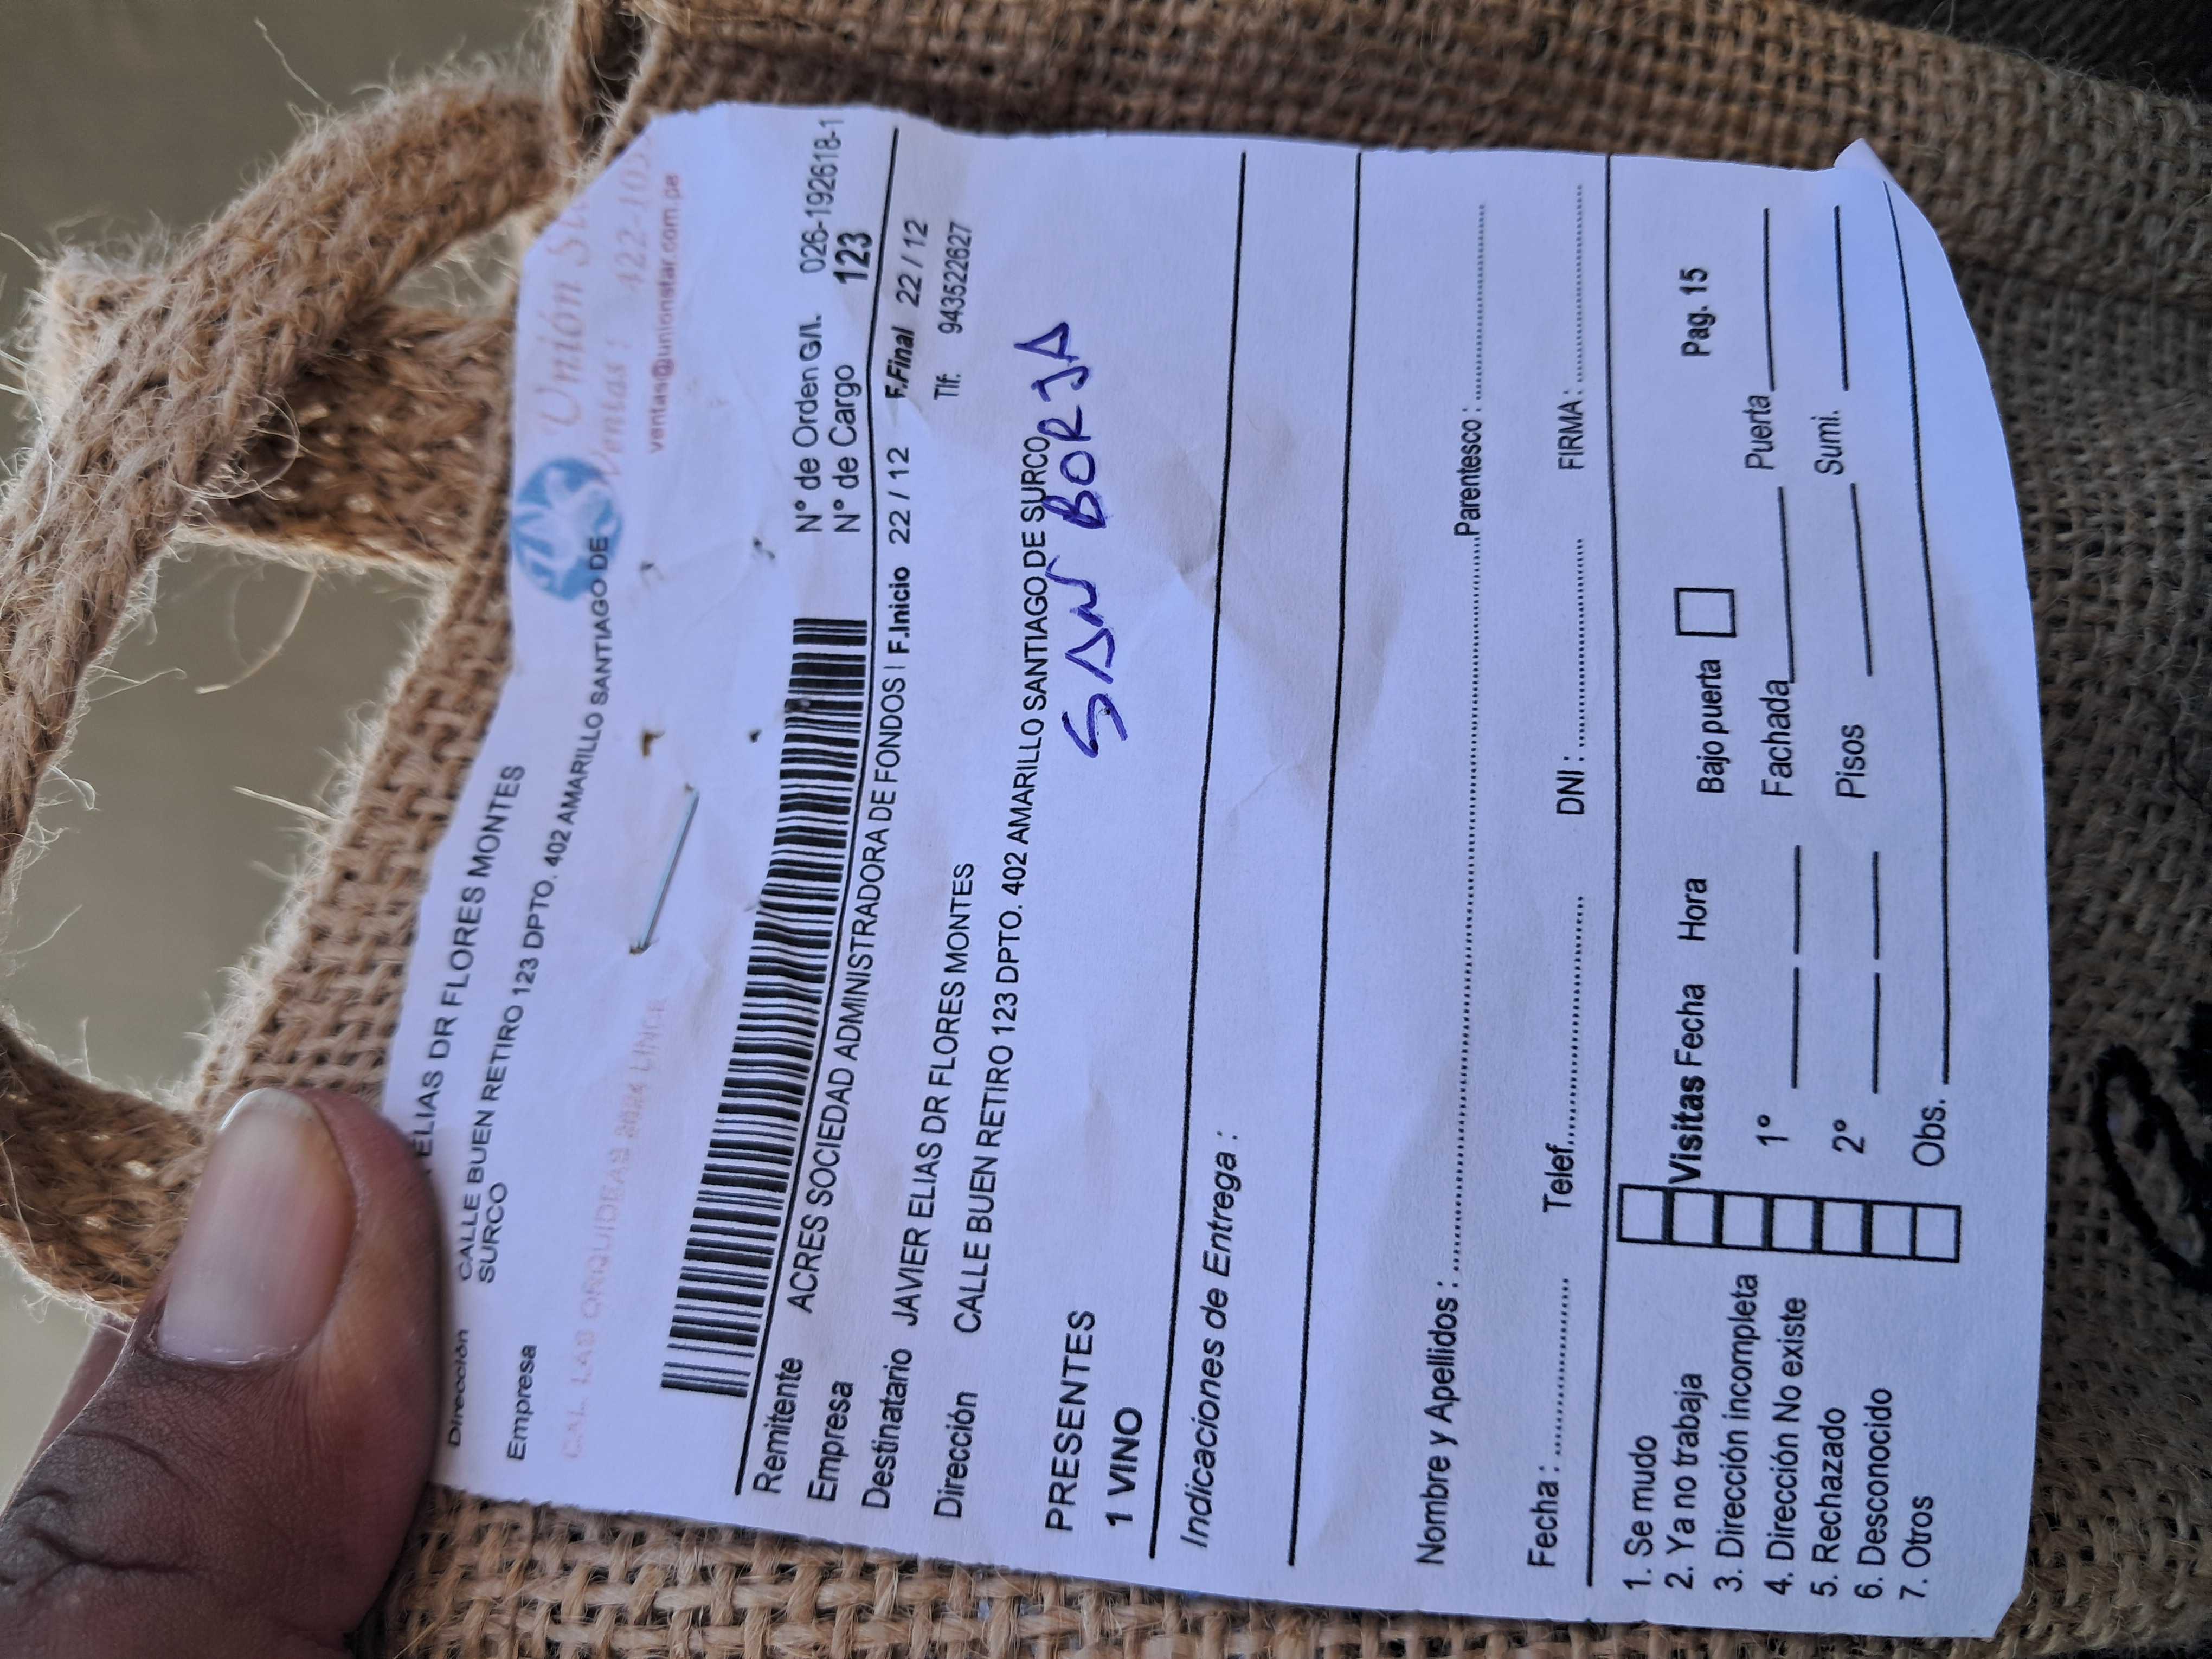 ELIAS DR FLORES MONTES
Dirección CALLE BUEN RETIRO 123 DPTO. 402 AMARILLO SANTIAGO DE
SURCO
Empresa
Unión
Ventas : 422-10
ventas@unionstar.com.pe
CAL. LAS ORQUIDEAS LINCE
N° de Orden G/I. 026-192618-1
Remitente N° de Cargo 123
Empresa ACRES SOCIEDAD ADMINISTRADORA DE FONDOS I F.Inicio 22 / 12 F.Final 22 / 12
Destinatario JAVIER ELIAS DR FLORES MONTES Tlf. 943522627
Dirección CALLE BUEN RETIRO 123 DPTO. 402 AMARILLO SANTIAGO DE SURCO
SAN BORJA
PRESENTES
1 VINO
Indicaciones de Entrega :
Nombre y Apellidos : Parentesco :
Fecha : Telef. DNI : FIRMA :
1. Se mudo
2. Ya no trabaja
3. Dirección incompleta
4. Dirección No existe
5. Rechazado
6. Desconocido
7. Otros
Visitas Fecha Hora Bajo puerta Pag. 15
1° Fachada Puerta
2° Pisos Sumi.
Obs.